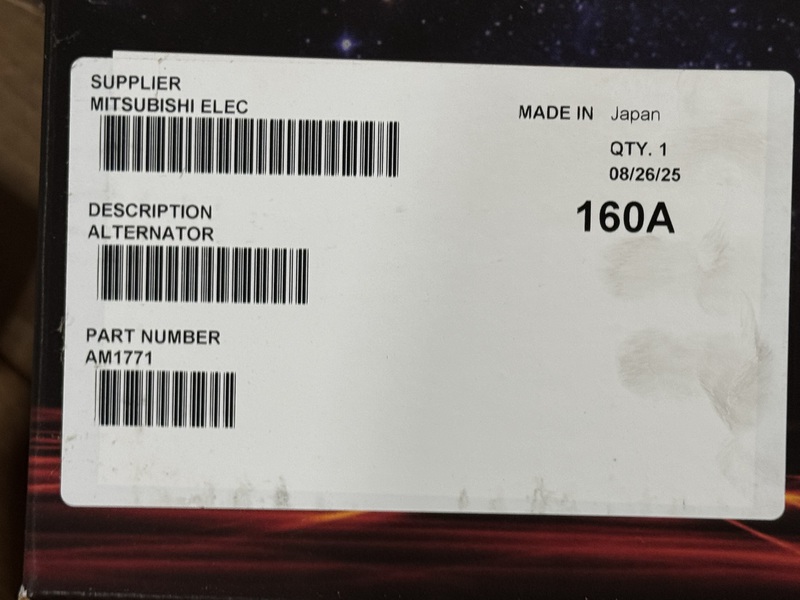 SUPPLIER
MITSUBISHI ELEC
DESCRIPTION
ALTERNATOR
PART NUMBER
AM1771
MADE IN Japan
QTY. 1
08/26/25
160A